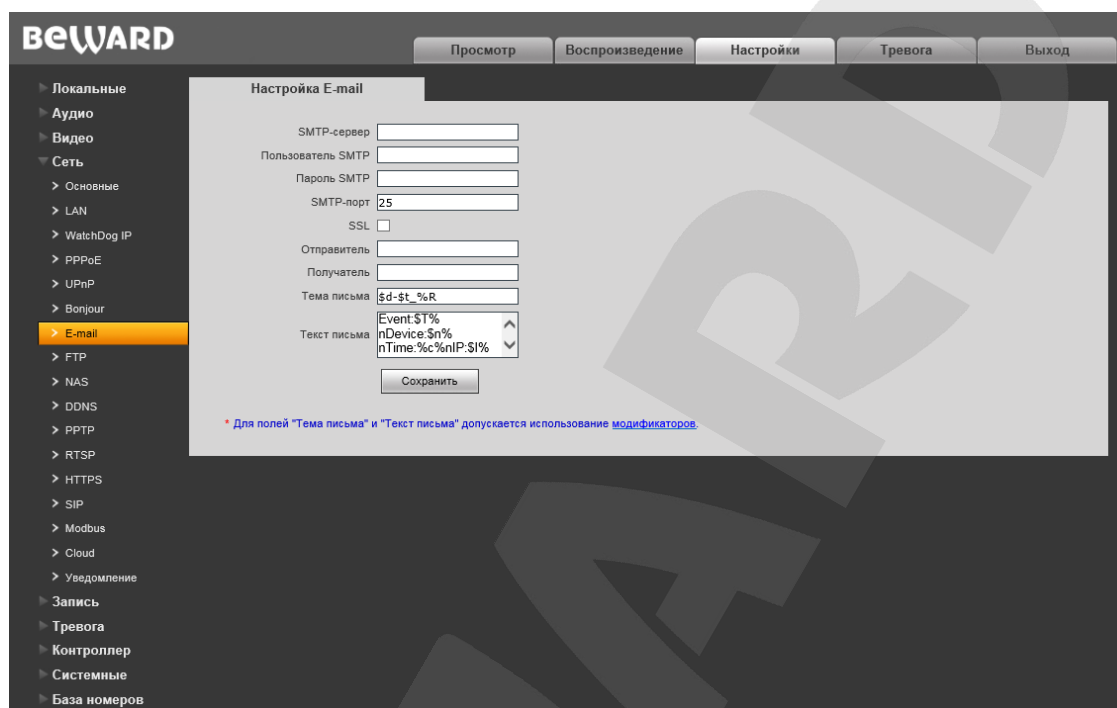 BEWARD
Просмотр
Воспроизведение
Настройки
Тревога
Выход
Локальные
Аудио
Видео
Сеть
Основные
LAN
WatchDog IP
PPPoE
UPnP
Bonjour
E-mail
FTP
NAS
DDNS
PPTP
RTSP
HTTPS
SIP
Modbus
Cloud
Уведомление
Запись
Тревога
Контроллер
Системные
База номеров
Настройка E-mail
SMTP-сервер
Пользователь SMTP
Пароль SMTP
SMTP-порт 25
SSL
Отправитель
Получатель
Тема письма $d-$t_%R
Текст письма
Event:$T%
nDevice:$n%
nTime:%c%nIP:$I%
Сохранить
* Для полей "Тема письма" и "Текст письма" допускается использование модификаторов.